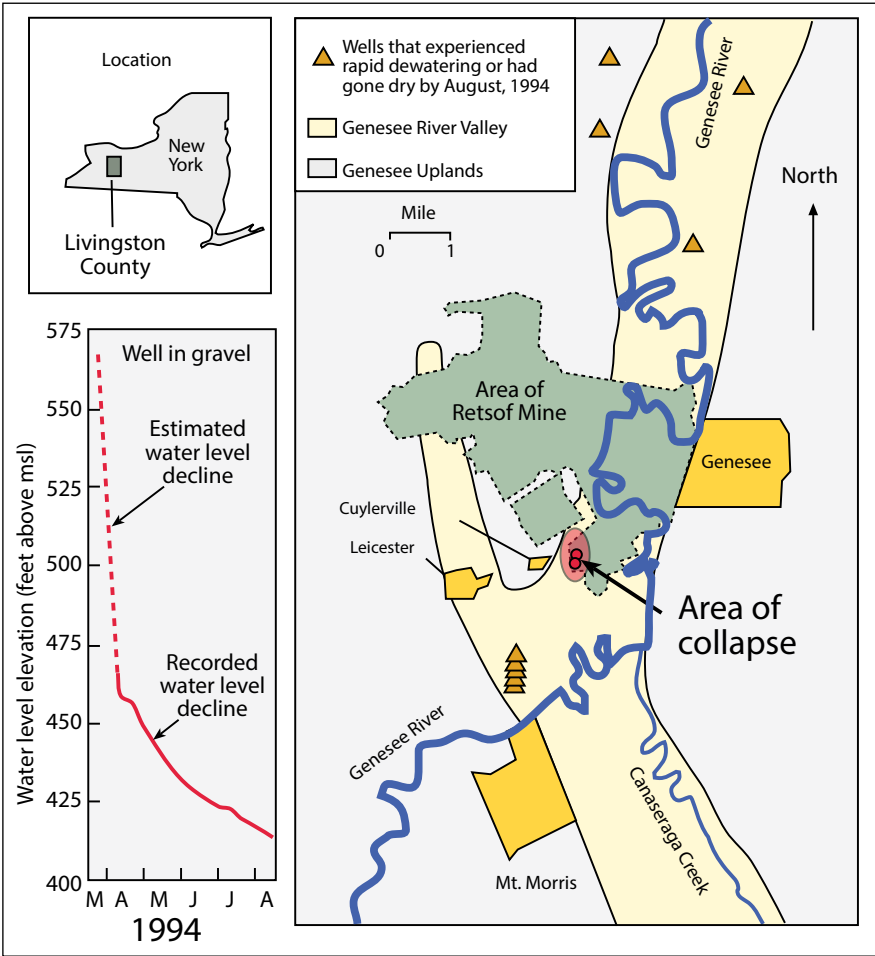 Location
New
York
Livingston
County
Wells that experienced
rapid dewatering or had
gone dry by August, 1994
Genesee River Valley
Genesee Uplands
Mile
0 1
Genesee River
North
Area of
Retsof Mine
Genesee
Cuylerville
Leicester
Area of
collapse
Genesee River
Canaseraga Creek
Mt. Morris
Water level elevation (feet above msl)
575
550
525
500
475
450
425
400
Well in gravel
Estimated
water level
decline
Recorded
water level
decline
M A M J J A
1994